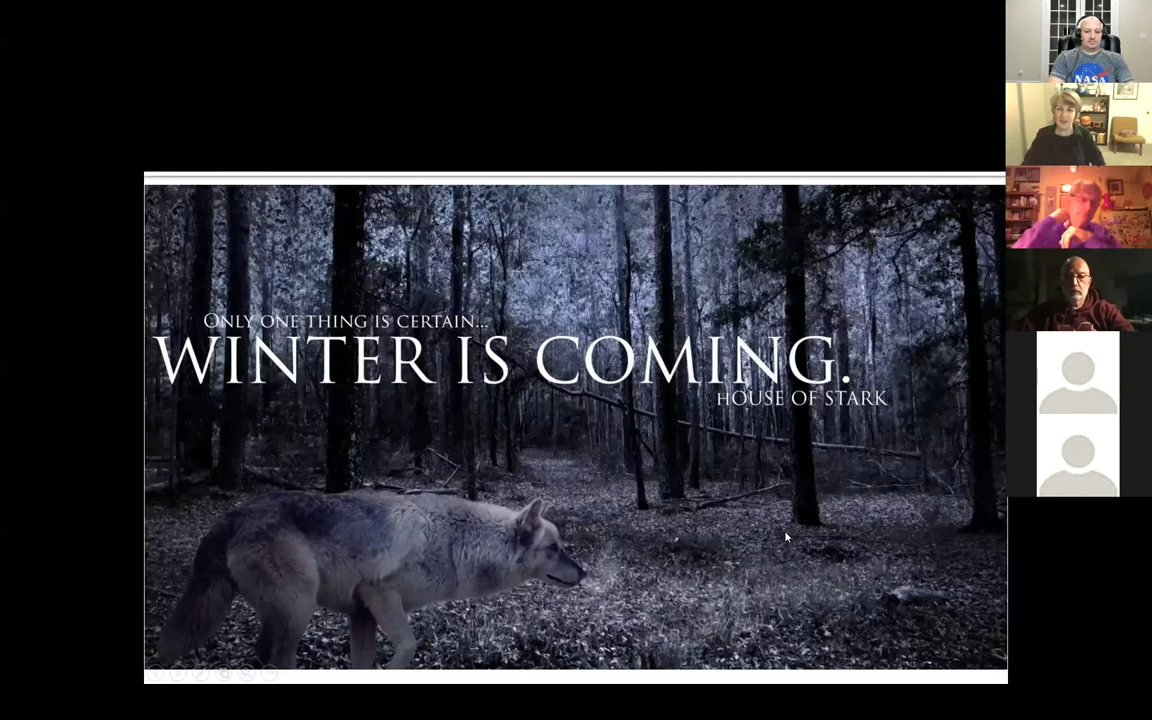 ONLY ONE THING IS CERTAIN...
WINTER IS COMING.
HOUSE OF STARK
NASA